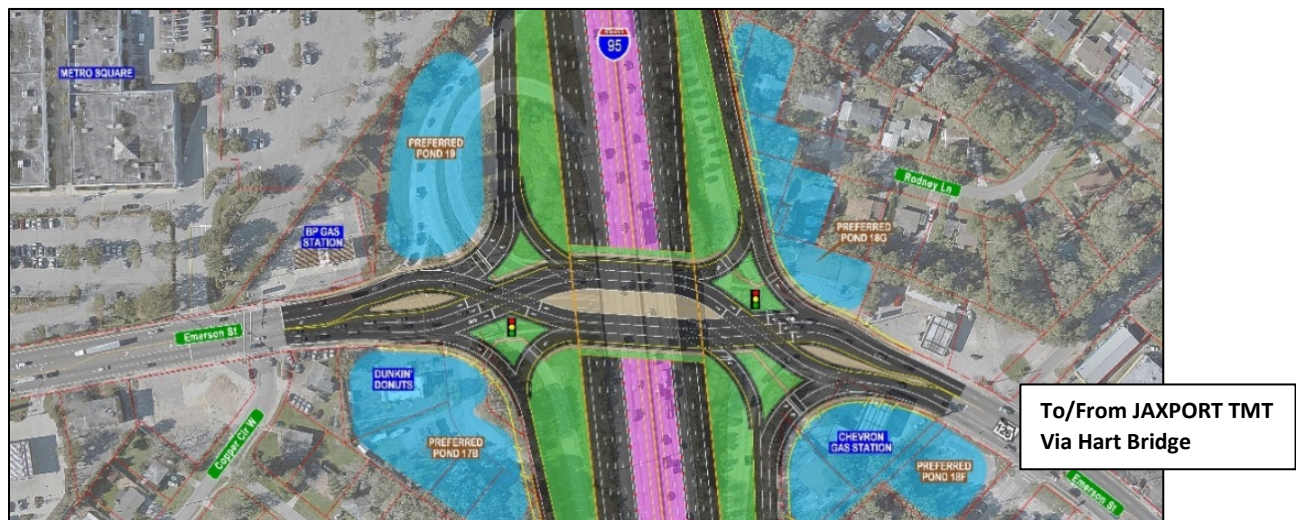 95
METRO SQUARE
PREFERRED
POND 19
Rodney Ln
BP GAS
STATION
PREFERRED
POND 18G
Emerson St
DUNKIN'
DONUTS
PREFERRED
POND 17B
Copper Cir W
CHEVRON
GAS STATION
PREFERRED
POND 18F
126
Emerson St
To/From JAXPORT TMT
Via Hart Bridge